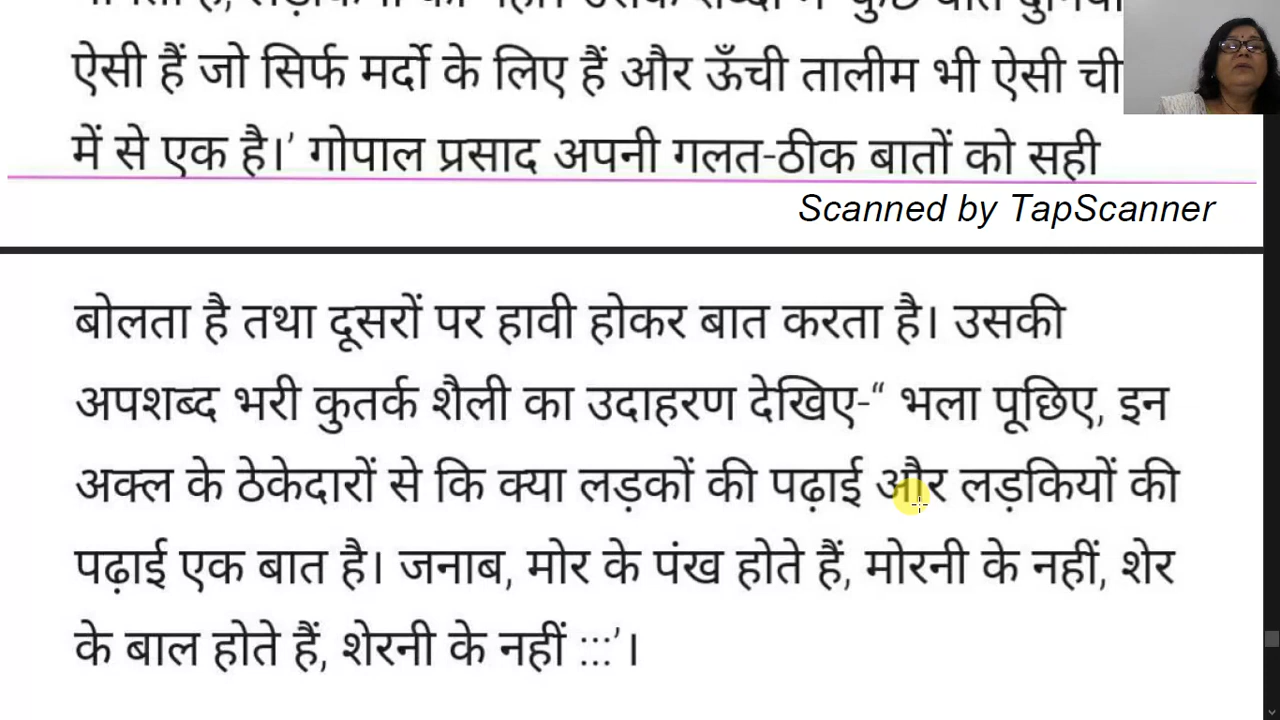 ऐसी हैं जो सिर्फ मर्दो के लिए हैं और ऊँची तालीम भी ऐसी ची
में से एक है।’ गोपाल प्रसाद अपनी गलत-ठीक बातों को सही
Scanned by TapScanner
बोलता है तथा दूसरों पर हावी होकर बात करता है। उसकी
अपशब्द भरी कुतर्क शैली का उदाहरण देखिए-“ भला पूछिए, इन
अक्ल के ठेकेदारों से कि क्या लड़कों की पढ़ाई और लड़कियों की
पढ़ाई एक बात है। जनाब, मोर के पंख होते हैं, मोरनी के नहीं, शेर
के बाल होते हैं, शेरनी के नहीं :::’।